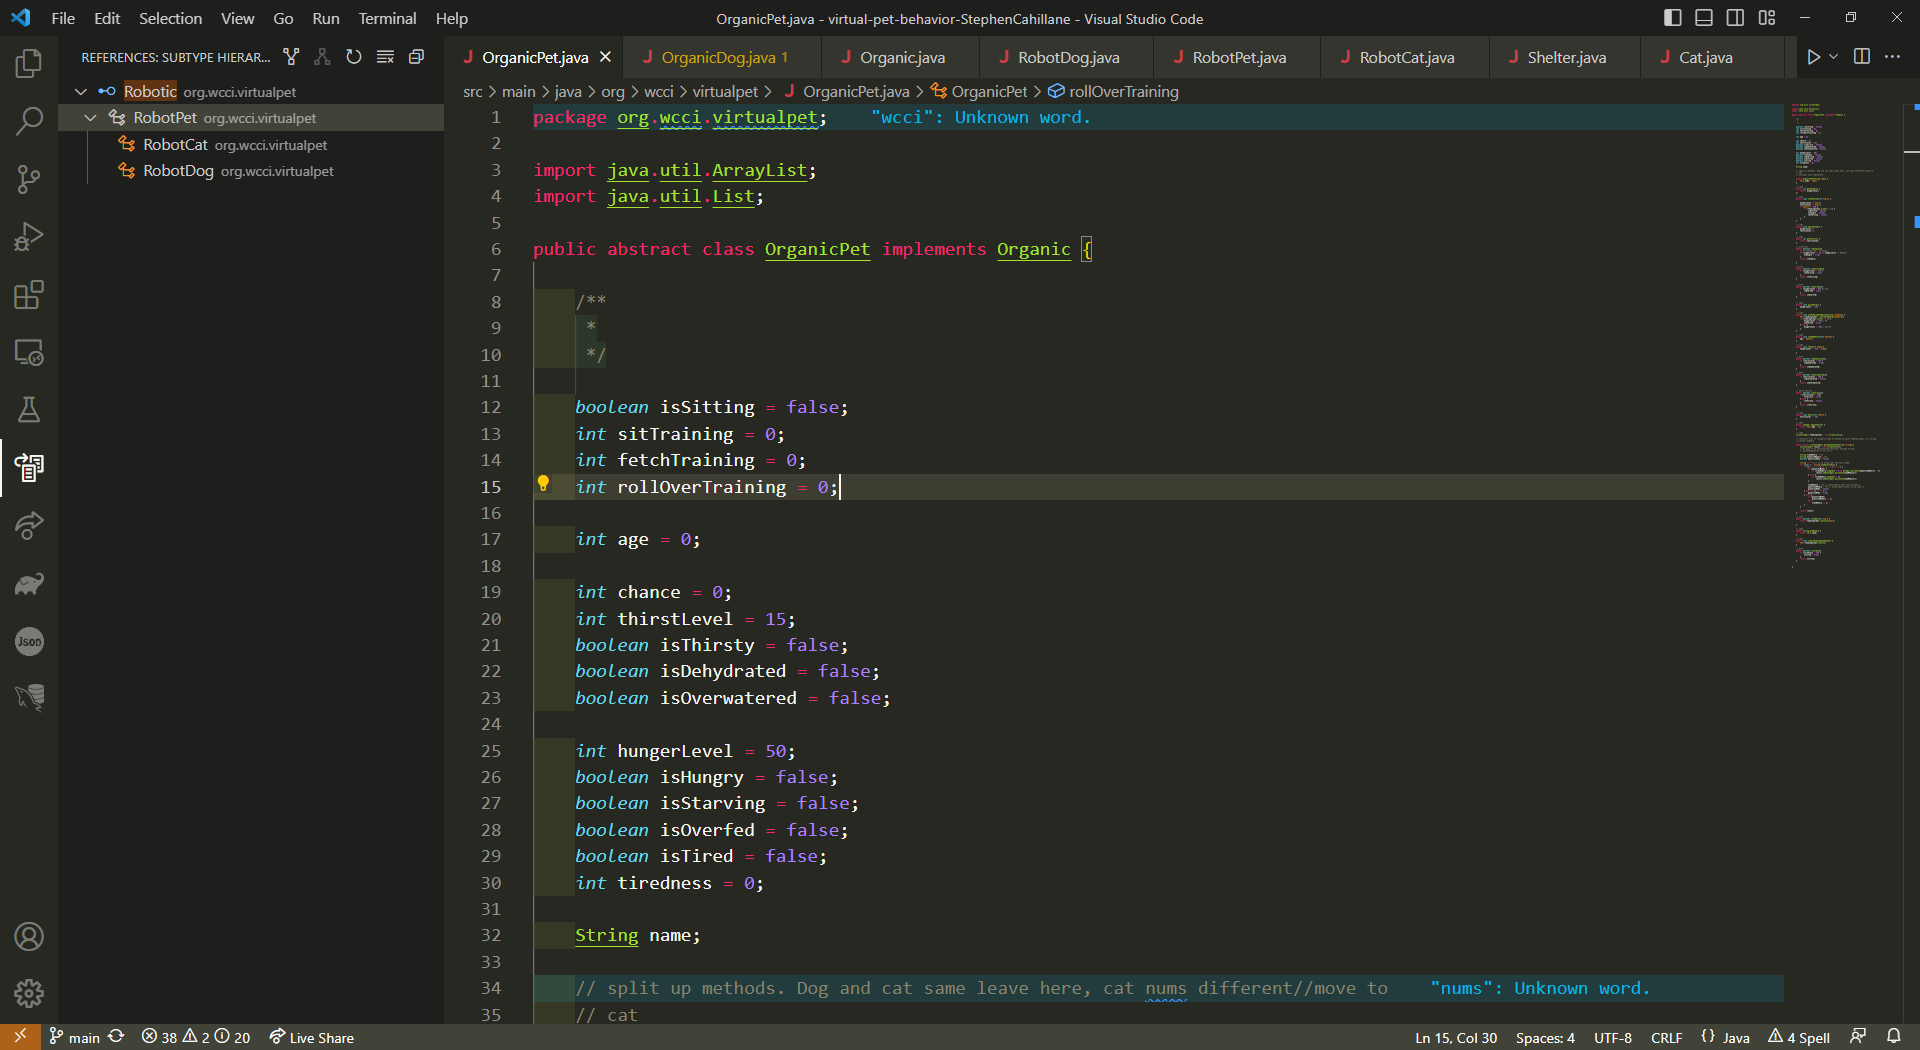 File Edit Selection View Go Run Terminal Help OrganicPet.java - virtual-pet-behavior-StephenCahillane - Visual Studio Code
REFERENCES: SUBTYPE HIERAR...
Robotic org.wcci.virtualpet
RobotPet org.wcci.virtualpet
RobotCat org.wcci.virtualpet
RobotDog org.wcci.virtualpet
Json
J OrganicPet.java J OrganicDog.java 1 J Organic.java J RobotDog.java J RobotPet.java J RobotCat.java J Shelter.java J Cat.java
src > main > java > org > wcci > virtualpet > J OrganicPet.java > OrganicPet > rollOverTraining
1 package org.wcci.virtualpet; "wcci": Unknown word.
2
3 import java.util.ArrayList;
4 import java.util.List;
5
6 public abstract class OrganicPet implements Organic {
7
8 /**
9 *
10 */
11
12 boolean isSitting = false;
13 int sitTraining = 0;
14 int fetchTraining = 0;
15 int rollOverTraining = 0;
16
17 int age = 0;
18
19 int chance = 0;
20 int thirstLevel = 15;
21 boolean isThirsty = false;
22 boolean isDehydrated = false;
23 boolean isOverwatered = false;
24
25 int hungerLevel = 50;
26 boolean isHungry = false;
27 boolean isStarving = false;
28 boolean isOverfed = false;
29 boolean isTired = false;
30 int tiredness = 0;
31
32 String name;
33
34 // split up methods. Dog and cat same leave here, cat nums different//move to "nums": Unknown word.
35 // cat
main 38 2 20 Live Share Ln 15, Col 30 Spaces: 4 UTF-8 CRLF {} Java 4 Spell